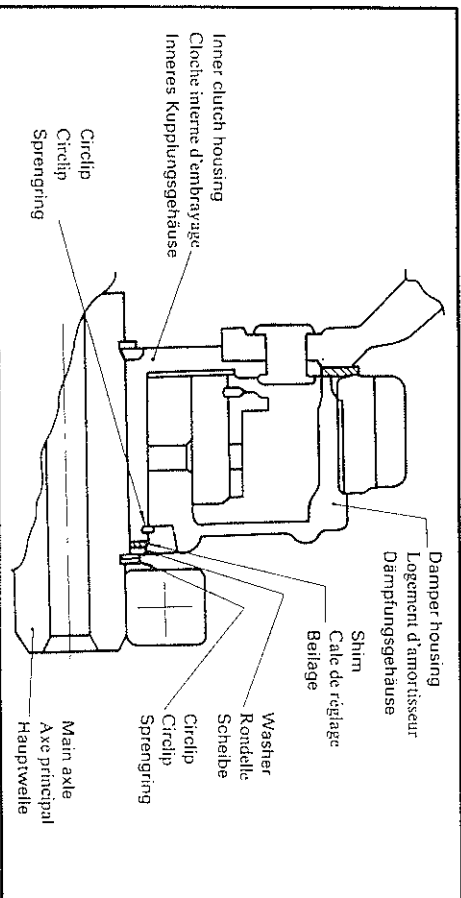 Damper housing
Logement d'amortisseur
Dämpfungsgehäuse
Shim
Cale de réglage
Beilage
Washer
Rondelle
Scheibe
Inner clutch housing
Cloche interne d'embrayage
Inneres Kupplungsgehäuse
Circlip
Circlip
Sprengring
Circlip
Circlip
Sprengring
Main axle
Axe principal
Hauptwelle